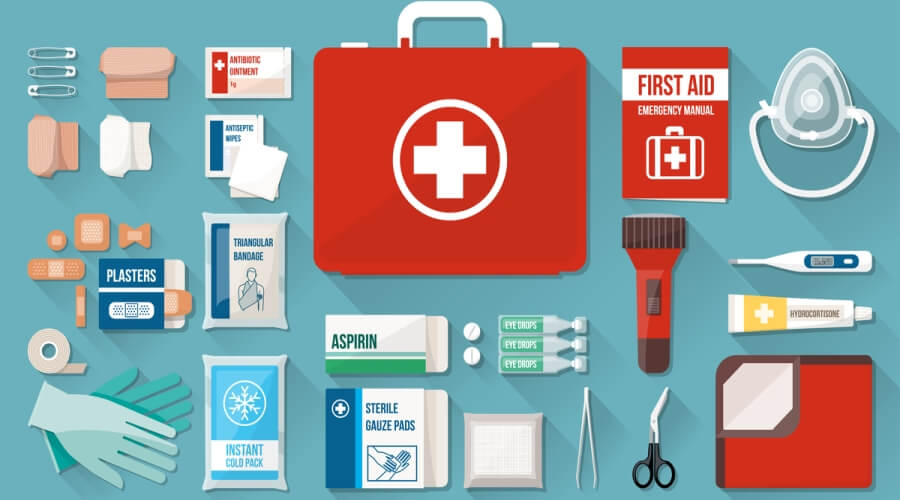 ANTIBIOTIC
OINTMENT
1g
ANTISEPTIC
WIPES
FIRST AID
EMERGENCY MANUAL
TRIANGULAR
BANDAGE
PLASTERS
HYDROCORTISONE
ASPIRIN
EYE DROPS
EYE DROPS
EYE DROPS
STERILE
GAUZE PADS
INSTANT
COLD PACK